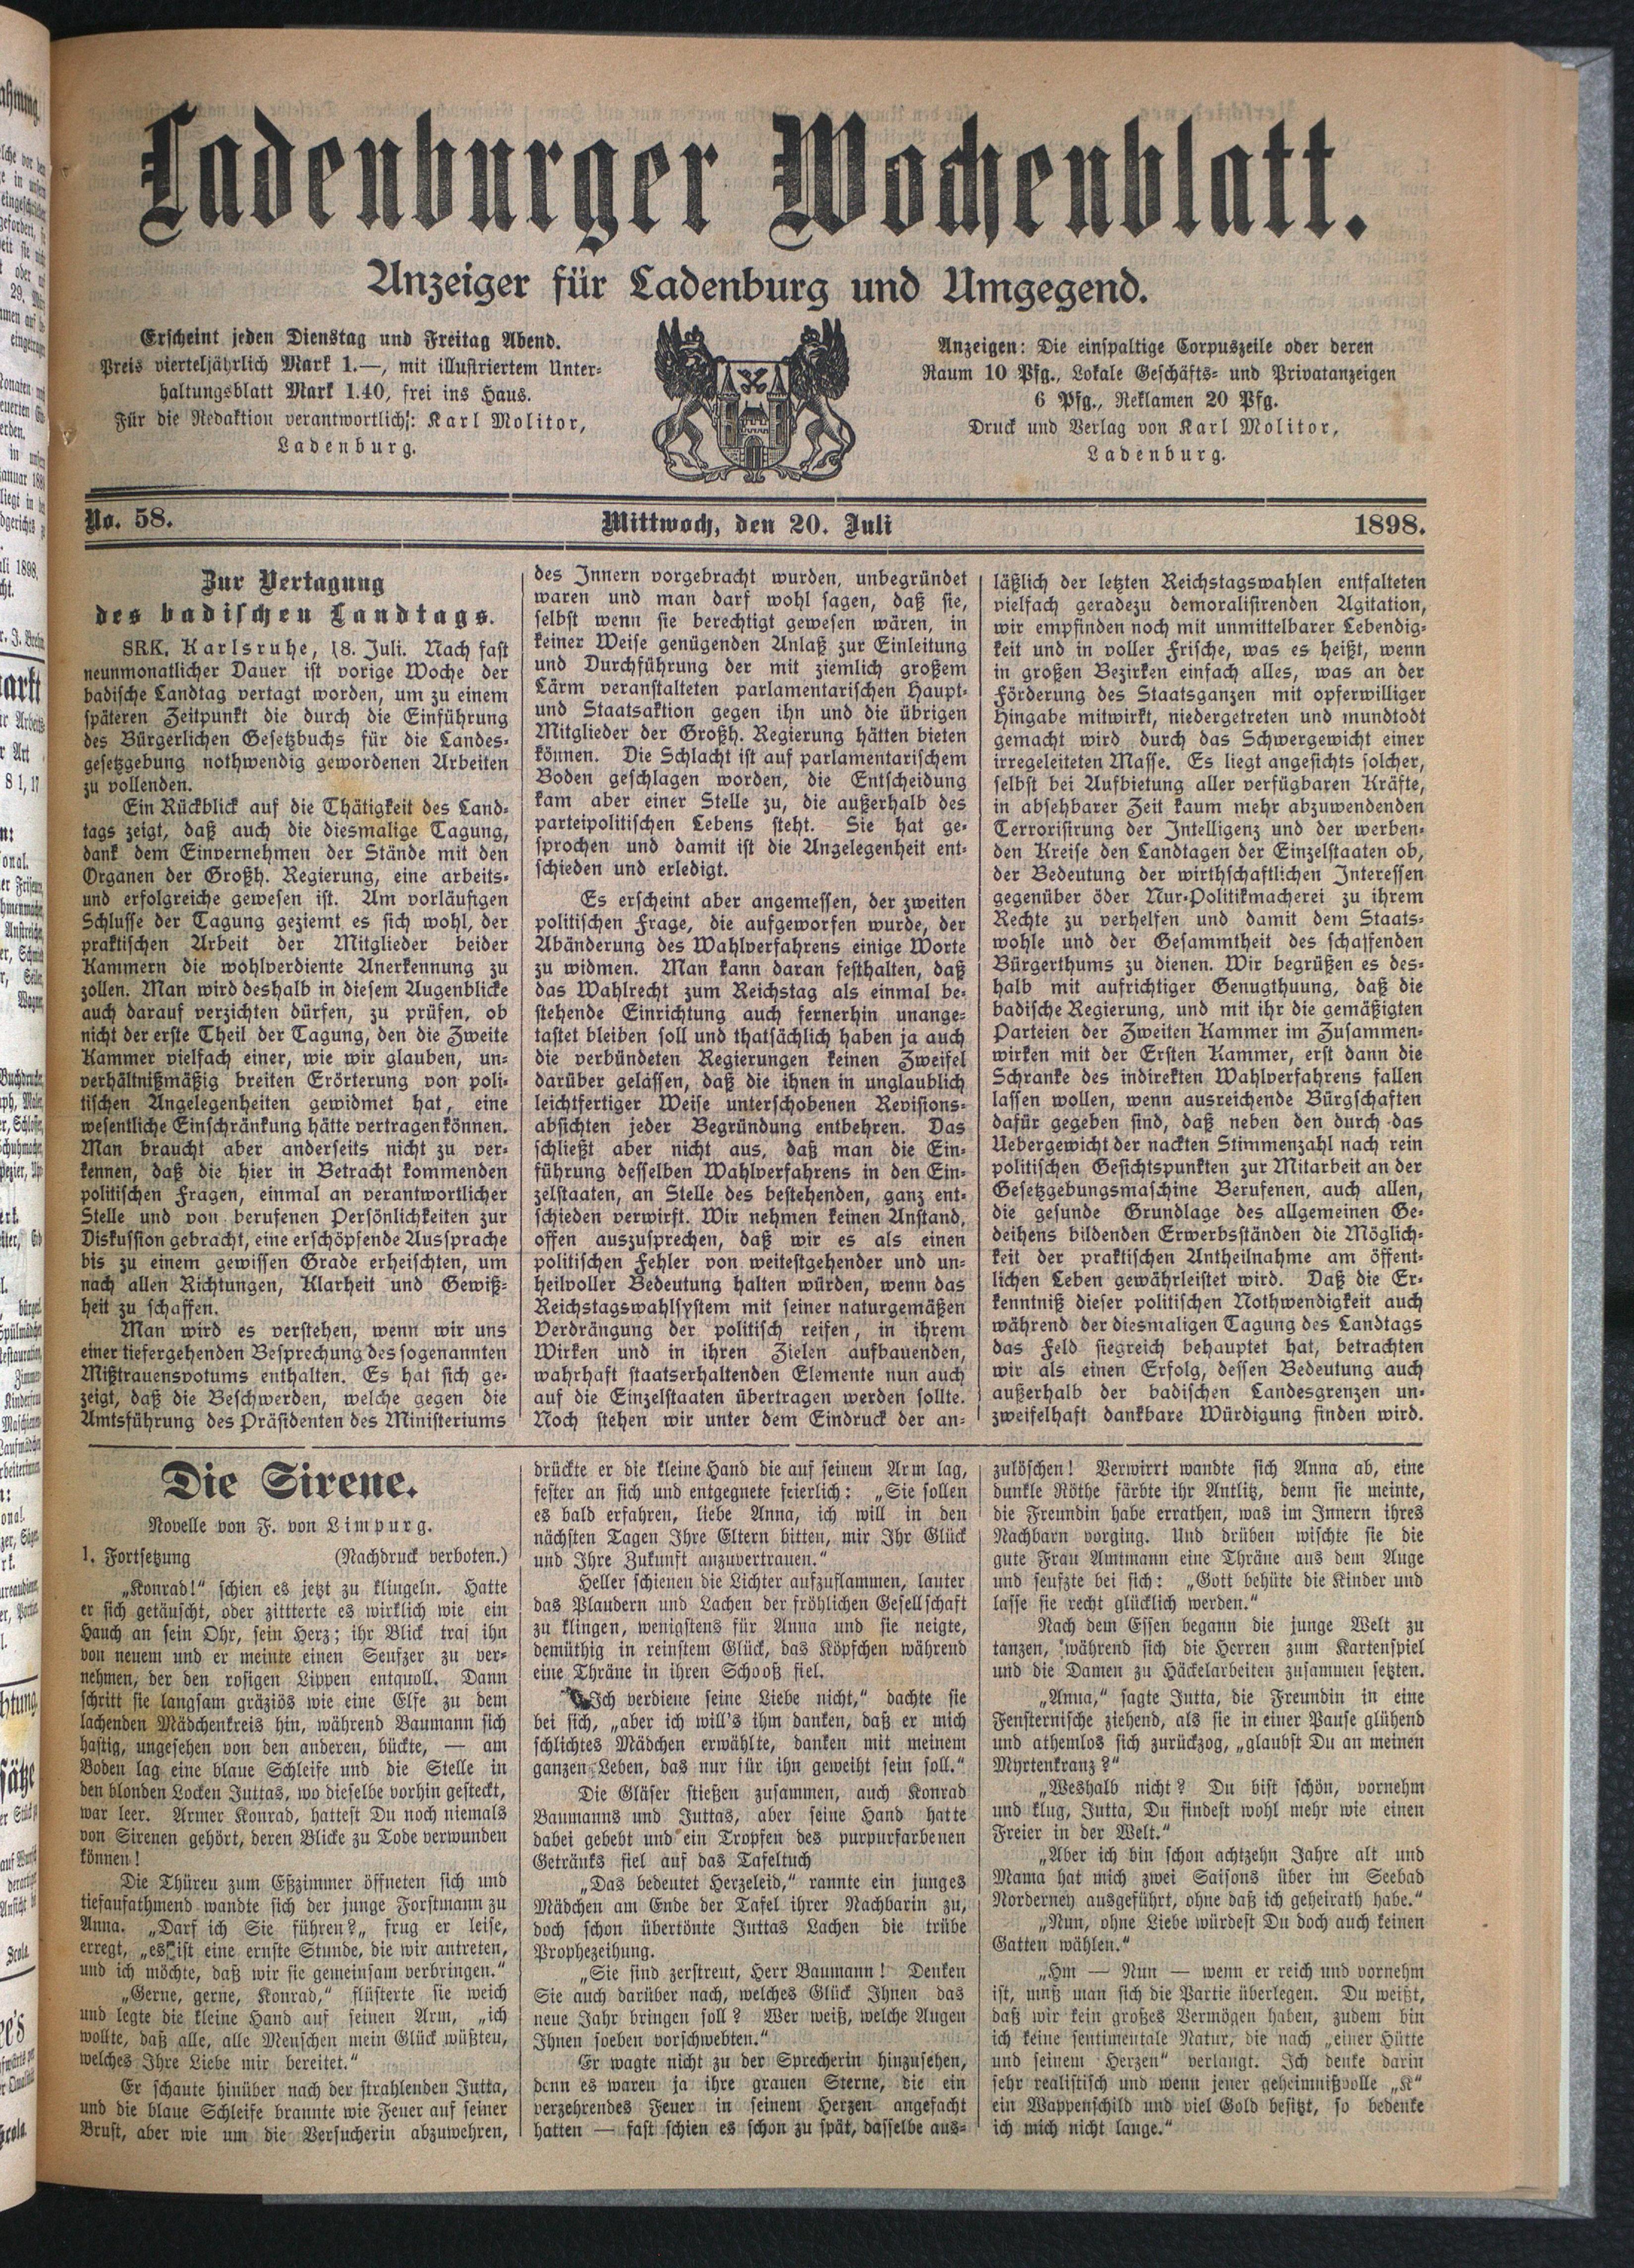 Ladenburger Wochenblatt.
Anzeiger für Ladenburg und Umgegend.
Erscheint jeden Dienstag und Freitag Abend.
Preis vierteljährlich Mark 1.—, mit illustriertem Unter-
haltungsblatt Mark 1.40, frei ins Haus.
Für die Redaktion verantwortlich: Karl Molitor,
Ladenburg.
Anzeigen: Die einspaltige Corpuszeile oder deren
Raum 10 Pfg., Lokale Geschäfts- und Privatanzeigen
6 Pfg., Reklamen 20 Pfg.
Druck und Verlag von Karl Molitor,
Ladenburg.
No. 58.
Mittwoch, den 20. Juli
1898.
Zur Vertagung
des badischen Landtags.
SRK. Karlsruhe, 18. Juli. Nach fast
neunmonatlicher Dauer ist vorige Woche der
badische Landtag vertagt worden, um zu einem
späteren Zeitpunkt die durch die Einführung
des Bürgerlichen Gesetzbuchs für die Landes-
gesetzgebung nothwendig gewordenen Arbeiten
zu vollenden.
Ein Rückblick auf die Thätigkeit des Land-
tags zeigt, daß auch die diesmalige Tagung,
dank dem Einvernehmen der Stände mit den
Organen der Großh. Regierung, eine arbeits-
und erfolgreiche gewesen ist. Am vorläufigen
Schlusse der Tagung geziemt es sich wohl, der
praktischen Arbeit der Mitglieder beider
Kammern die wohlverdiente Anerkennung zu
zollen. Man wird deshalb in diesem Augenblicke
auch darauf verzichten dürfen, zu prüfen, ob
nicht der erste Theil der Tagung, den die Zweite
Kammer vielfach einer, wie wir glauben, un-
verhältnißmäßig breiten Erörterung von poli-
tischen Angelegenheiten gewidmet hat, eine
wesentliche Einschränkung hätte vertragen können.
Man braucht aber anderseits nicht zu ver-
kennen, daß die hier in Betracht kommenden
politischen Fragen, einmal an verantwortlicher
Stelle und von berufenen Persönlichkeiten zur
Diskussion gebracht, eine erschöpfende Aussprache
bis zu einem gewissen Grade erheischten, um
nach allen Richtungen, Klarheit und Gewiß-
heit zu schaffen.
Man wird es verstehen, wenn wir uns
einer tiefergehenden Besprechung des sogenannten
Mißtrauensvotums enthalten. Es hat sich ge-
zeigt, daß die Beschwerden, welche gegen die
Amtsführung des Präsidenten des Ministeriums
des Innern vorgebracht wurden, unbegründet
waren und man darf wohl sagen, daß sie,
selbst wenn sie berechtigt gewesen wären, in
keiner Weise genügenden Anlaß zur Einleitung
und Durchführung der mit ziemlich großem
Lärm veranstalteten parlamentarischen Haupt-
und Staatsaktion gegen ihn und die übrigen
Mitglieder der Großh. Regierung hätten bieten
können. Die Schlacht ist auf parlamentarischem
Boden geschlagen worden, die Entscheidung
kam aber einer Stelle zu, die außerhalb des
parteipolitischen Lebens steht. Sie hat ge-
sprochen und damit ist die Angelegenheit ent-
schieden und erledigt.
Es erscheint aber angemessen, der zweiten
politischen Frage, die aufgeworfen wurde, der
Abänderung des Wahlverfahrens einige Worte
zu widmen. Man kann daran festhalten, daß
das Wahlrecht zum Reichstag als einmal be-
stehende Einrichtung auch fernerhin unange-
tastet bleiben soll und thatsächlich haben ja auch
die verbündeten Regierungen keinen Zweifel
darüber gelassen, daß die ihnen in unglaublich
leichtfertiger Weise unterschobenen Revisions-
absichten jeder Begründung entbehren. Das
schließt aber nicht aus, daß man die Ein-
führung desselben Wahlverfahrens in den Ein-
zelstaaten, an Stelle des bestehenden, ganz ent-
schieden verwirft. Wir nehmen keinen Anstand,
offen auszusprechen, daß wir es als einen
politischen Fehler von weitestgehender und un-
heilvoller Bedeutung halten würden, wenn das
Reichstagswahlsystem mit seiner naturgemäßen
Verdrängung der politisch reifen, in ihrem
Wirken und in ihren Zielen aufbauenden,
wahrhaft staatserhaltenden Elemente nun auch
auf die Einzelstaaten übertragen werden sollte.
Noch stehen wir unter dem Eindruck der an-
läßlich der letzten Reichstagswahlen entfalteten
vielfach geradezu demoralisirenden Agitation,
wir empfinden noch mit unmittelbarer Lebendig-
keit und in voller Frische, was es heißt, wenn
in großen Bezirken einfach alles, was an der
Förderung des Staatsganzen mit opferwilliger
Hingabe mitwirkt, niedergetreten und mundtodt
gemacht wird durch das Schwergewicht einer
irregeleiteten Masse. Es liegt angesichts solcher,
selbst bei Aufbietung aller verfügbaren Kräfte,
in absehbarer Zeit kaum mehr abzuwendenden
Terrorisirung der Intelligenz und der werben-
den Kreise den Landtagen der Einzelstaaten ob,
der Bedeutung der wirthschaftlichen Interessen
gegenüber öder Nur-Politikmacherei zu ihrem
Rechte zu verhelfen und damit dem Staats-
wohle und der Gesammtheit des schaffenden
Bürgerthums zu dienen. Wir begrüßen es des-
halb mit aufrichtiger Genugthuung, daß die
badische Regierung, und mit ihr die gemäßigten
Parteien der Zweiten Kammer im Zusammen-
wirken mit der Ersten Kammer, erst dann die
Schranke des indirekten Wahlverfahrens fallen
lassen wollen, wenn ausreichende Bürgschaften
dafür gegeben sind, daß neben den durch das
Uebergewicht der nackten Stimmenzahl nach rein
politischen Gesichtspunkten zur Mitarbeit an der
Gesetzgebungsmaschine Berufenen, auch allen,
die gesunde Grundlage des allgemeinen Ge-
deihens bildenden Erwerbsständen die Möglich-
keit der praktischen Antheilnahme am öffent-
lichen Leben gewährleistet wird. Daß die Er-
kenntniß dieser politischen Nothwendigkeit auch
während der diesmaligen Tagung des Landtags
das Feld siegreich behauptet hat, betrachten
wir als einen Erfolg, dessen Bedeutung auch
außerhalb der badischen Landesgrenzen un-
zweifelhaft dankbare Würdigung finden wird.
Die Sirene.
Novelle von F. von Limpurg.
1. Fortsetzung (Nachdruck verboten.)
„Konrad!“ schien es jetzt zu klingeln. Hatte
er sich getäuscht, oder zittterte es wirklich wie ein
Hauch an sein Ohr, sein Herz; ihr Blick traf ihn
von neuem und er meinte einen Seufzer zu ver-
nehmen, der den rosigen Lippen entquoll. Dann
schritt sie langsam gräziös wie eine Elfe zu dem
lachenden Mädchenkreis hin, während Baumann sich
hastig, ungesehen von den anderen, bückte, — am
Boden lag eine blaue Schleife und die Stelle in
den blonden Locken Juttas, wo dieselbe vorhin gesteckt,
war leer. Armer Konrad, hattest Du noch niemals
von Sirenen gehört, deren Blicke zu Tode verwunden
können!
Die Thüren zum Eßzimmer öffneten sich und
tiefaufathmend wandte sich der junge Forstmann zu
Anna. „Darf ich Sie führen?„ frug er leise,
erregt, „es ist eine ernste Stunde, die wir antreten,
und ich möchte, daß wir sie gemeinsam verbringen.“
„Gerne, gerne, Konrad,“ flüsterte sie weich
und legte die kleine Hand auf seinen Arm, „ich
wollte, daß alle, alle Menschen mein Glück wüßten,
welches Ihre Liebe mir bereitet.“
Er schaute hinüber nach der strahlenden Jutta,
und die blaue Schleife brannte wie Feuer auf seiner
Brust, aber wie um die Versucherin abzuwehren,
drückte er die kleine Hand die auf seinem Arm lag,
fester an sich und entgegnete feierlich: „Sie sollen
es bald erfahren, liebe Anna, ich will in den
nächsten Tagen Ihre Eltern bitten, mir Ihr Glück
und Ihre Zukunft anzuvertrauen.“
Heller schienen die Lichter aufzuflammen, lauter
das Plaudern und Lachen der fröhlichen Gesellschaft
zu klingen, wenigstens für Anna und sie neigte,
demüthig in reinstem Glück, das Köpfchen während
eine Thräne in ihren Schooß fiel.
„Ich verdiene seine Liebe nicht,“ dachte sie
bei sich, „aber ich will's ihm danken, daß er mich
schlichtes Mädchen erwählte, danken mit meinem
ganzen Leben, das nur für ihn geweiht sein soll.“
Die Gläser stießen zusammen, auch Konrad
Baumanns und Juttas, aber seine Hand hatte
dabei gebebt und ein Tropfen des purpurfarbenen
Getränks fiel auf das Tafeltuch
„Das bedeutet Herzeleid,“ rannte ein junges
Mädchen am Ende der Tafel ihrer Nachbarin zu,
doch schon übertönte Juttas Lachen die trübe
Prophezeihung.
„Sie sind zerstreut, Herr Baumann! Denken
Sie auch darüber nach, welches Glück Ihnen das
neue Jahr bringen soll? Wer weiß, welche Augen
Ihnen soeben vorschwebten.“
Er wagte nicht zu der Sprecherin hinzusehen,
denn es waren ja ihre grauen Sterne, die ein
verzehrendes Feuer in seinem Herzen angefacht
hatten — fast schien es schon zu spät, dasselbe aus-
zulöschen! Verwirrt wandte sich Anna ab, eine
dunkle Röthe färbte ihr Antlitz, denn sie meinte,
die Freundin habe errathen, was im Innern ihres
Nachbarn vorging. Und drüben wischte sie die
gute Frau Amtmann eine Thräne aus dem Auge
und seufzte bei sich: „Gott behüte die Kinder und
lasse sie recht glücklich werden.“
Nach dem Essen begann die junge Welt zu
tanzen, während sich die Herren zum Kartenspiel
und die Damen zu Häckelarbeiten zusammen setzten.
„Anna,“ sagte Jutta, die Freundin in eine
Fensternische ziehend, als sie in einer Pause glühend
und athemlos sich zurückzog, „glaubst Du an meinen
Myrtenkranz?“
„Weshalb nicht? Du bist schön, vornehm
und klug, Jutta, Du findest wohl mehr wie einen
Freier in der Welt.“
„Aber ich bin schon achtzehn Jahre alt und
Mama hat mich zwei Saisons über im Seebad
Norderney ausgeführt, ohne daß ich geheirath habe.“
„Nun, ohne Liebe würdest Du doch auch keinen
Gatten wählen.“
„Hm — Nun — wenn er reich und vornehm
ist, muß man sich die Partie überlegen. Du weißt,
daß wir kein großes Vermögen haben, zudem bin
ich keine sentimentale Natur, die nach „einer Hütte
und seinem Herzen“ verlangt. Ich denke darin
sehr realistisch und wenn jener geheimnißvolle „K“
ein Wappenschild und viel Gold besitzt, so bedenke
ich mich nicht lange.“